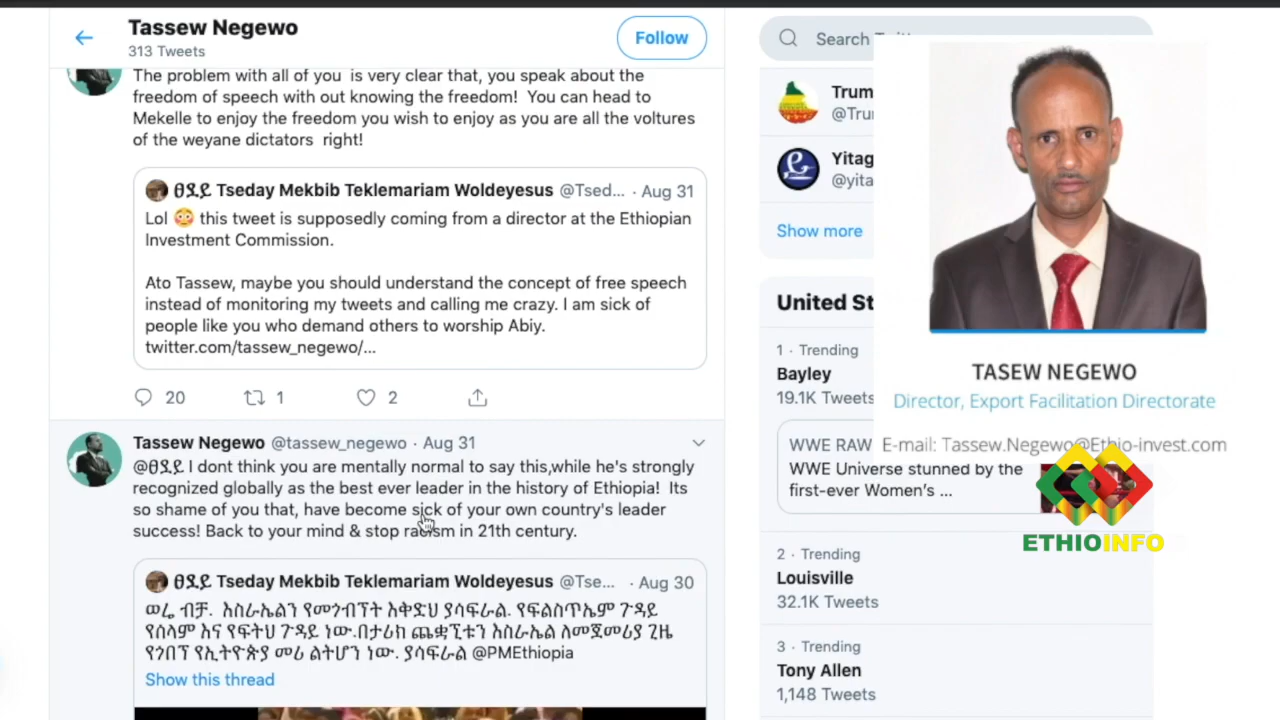 Tassew Negewo
313 Tweets
Follow
The problem with all of you is very clear that, you speak about the
freedom of speech with out knowing the freedom! You can head to
Mekelle to enjoy the freedom you wish to enjoy as you are all the voltures
of the weyane dictators right!
ፀደይ Tseday Mekbib Teklemariam Woldeyesus @Tsed... · Aug 31
Lol 😳 this tweet is supposedly coming from a director at the Ethiopian
Investment Commission.
Ato Tassew, maybe you should understand the concept of free speech
instead of monitoring my tweets and calling me crazy. I am sick of
people like you who demand others to worship Abiy.
twitter.com/tassew_negewo/...
20 1 2
Tassew Negewo @tassew_negewo · Aug 31
@ፀደይ I dont think you are mentally normal to say this,while he's strongly
recognized globally as the best ever leader in the history of Ethiopia! Its
so shame of you that, have become sick of your own country's leader
success! Back to your mind & stop racism in 21th century.
ፀደይ Tseday Mekbib Teklemariam Woldeyesus @Tse... · Aug 30
ወሬ ብቻ. እስራኤልን የመጎብኘት እቅድህ ያሳፍራል. የፍልስጥኤም ጉዳይ
የሰላም እና የፍትህ ጉዳይ ነው.በታሪክ ጨቋኚቱን እስራኤል ለመጀመሪያ ጊዜ
የጎበኘ የኢትዮጵያ መሪ ልትሆን ነው. ያሳፍራል @PMEthiopia
Show this thread
Search
Trum
@Tru
Yitag
@yita
Show more
United St
1 · Trending
Bayley
19.1K Tweets
WWE RAW
WWE Universe stunned by the
first-ever Women's ...
2 · Trending
Louisville
32.1K Tweets
3 · Trending
Tony Allen
1,148 Tweets
TASEW NEGEWO
Director, Export Facilitation Directorate
E-mail: Tassew.Negewo@Ethio-invest.com
ETHIOINFO